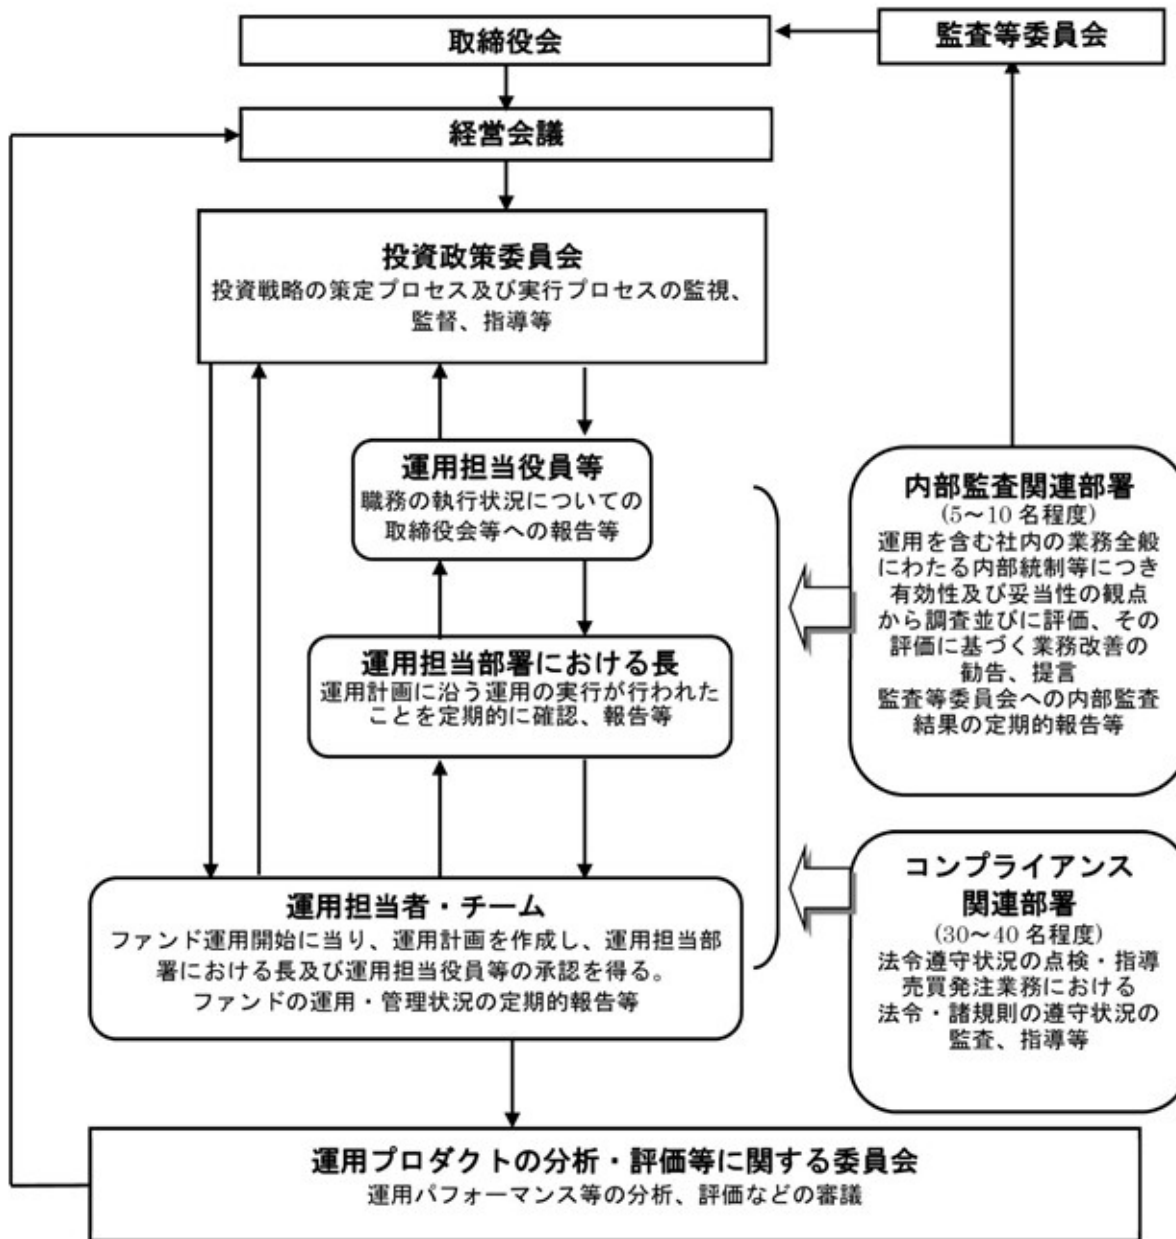 取締役会
監査等委員会
経営会議
投資政策委員会
投資戦略の策定プロセス及び実行プロセスの監視、
監督、指導等
運用担当役員等
職務の執行状況についての
取締役会等への報告等
運用担当部署における長
運用計画に沿う運用の実行が行われた
ことを定期的に確認、報告等
運用担当者・チーム
ファンド運用開始に当り、運用計画を作成し、運用担当部
署における長及び運用担当役員等の承認を得る。
ファンドの運用・管理状況の定期的報告等
内部監査関連部署
(5～10 名程度)
運用を含む社内の業務全般
にわたる内部統制等につき
有効性及び妥当性の観点
から調査並びに評価、その
評価に基づく業務改善の
勧告、提言
監査等委員会への内部監査
結果の定期的報告等
コンプライアンス
関連部署
(30～40 名程度)
法令遵守状況の点検・指導
売買発注業務における
法令・諸規則の遵守状況の
監査、指導等
運用プロダクトの分析・評価等に関する委員会
運用パフォーマンス等の分析、評価などの審議